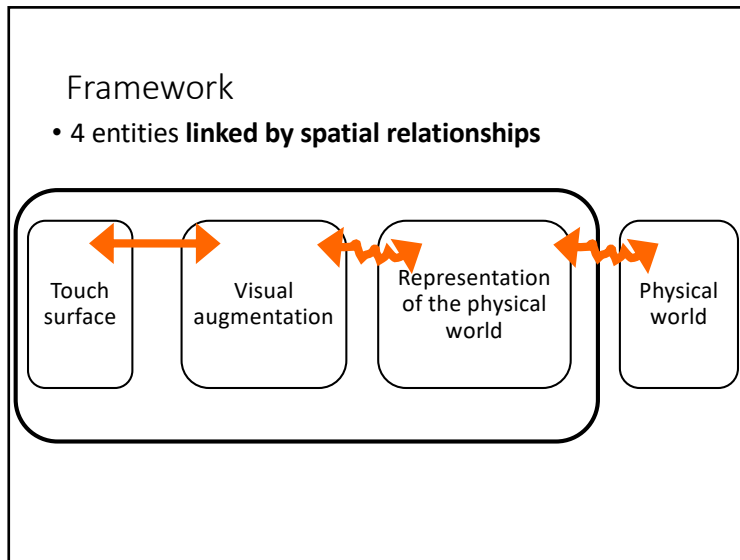 Framework
• 4 entities linked by spatial relationships
Touch
surface
Visual
augmentation
Representation
of the physical
world
Physical
world